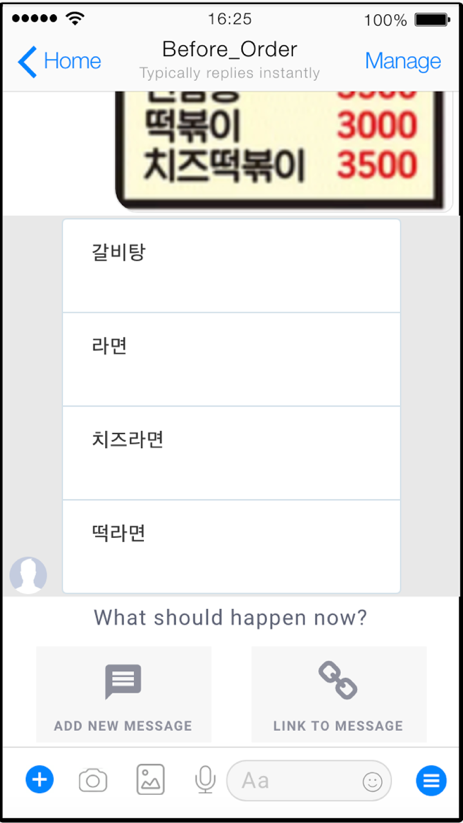 16:25
100%
Home
Before_Order
Manage
Typically replies instantly
떡볶이 3000
치즈떡볶이 3500
갈비탕
라면
치즈라면
떡라면
What should happen now?
ADD NEW MESSAGE
LINK TO MESSAGE
Aa